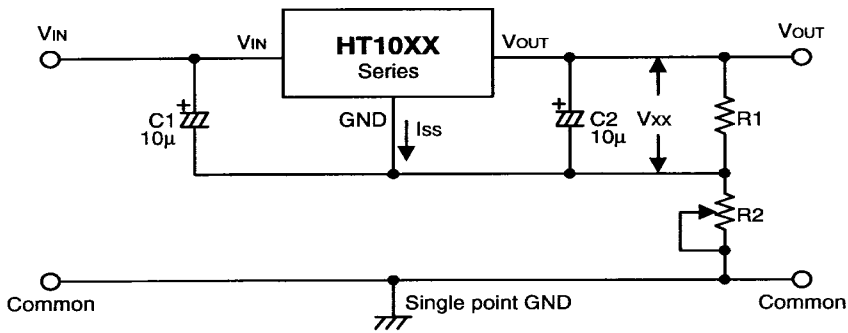 VIN
VIN
HT10XX
Series
VOUT
VOUT
C1
10μ
GND
ISS
C2
10μ
VXX
R1
R2
Common
Single point GND
Common